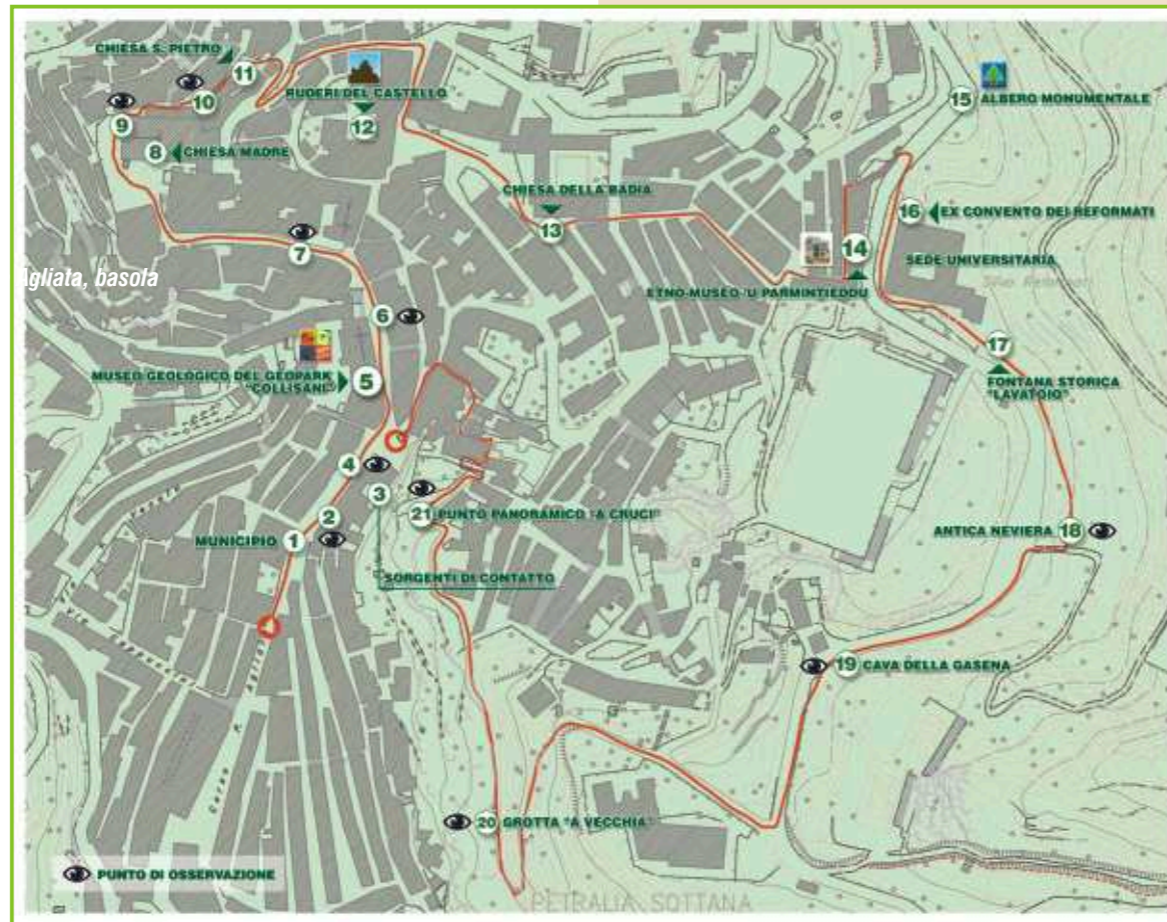 CHIESA S. PIETRO
11
10
9
8 CHIESA MADRE
RUDERI DEL CASTELLO
12
15 ALBERO MONUMENTALE
CHIESA DELLA BADIA
13
16 EX CONVENTO DEI REFORMATI
14
SEDE UNIVERSITARIA
ETNO-MUSEO 'U PARMINTIEDDU
7
Agliata, basola
6
MUSEO GEOLOGICO DEL GEOPARK
"COLLISANI"
5
17
FONTANA STORICA
"LAVATOIO"
4
3
2
MUNICIPIO 1
21 PUNTO PANORAMICO "A CRUCI"
SORGENTI DI CONTATTO
ANTICA NEVIERA 18
19 CAVA DELLA GASENA
Corso
20 GROTTA "A VECCHIA"
PUNTO DI OSSERVAZIONE
PETRALIA SOTTANA